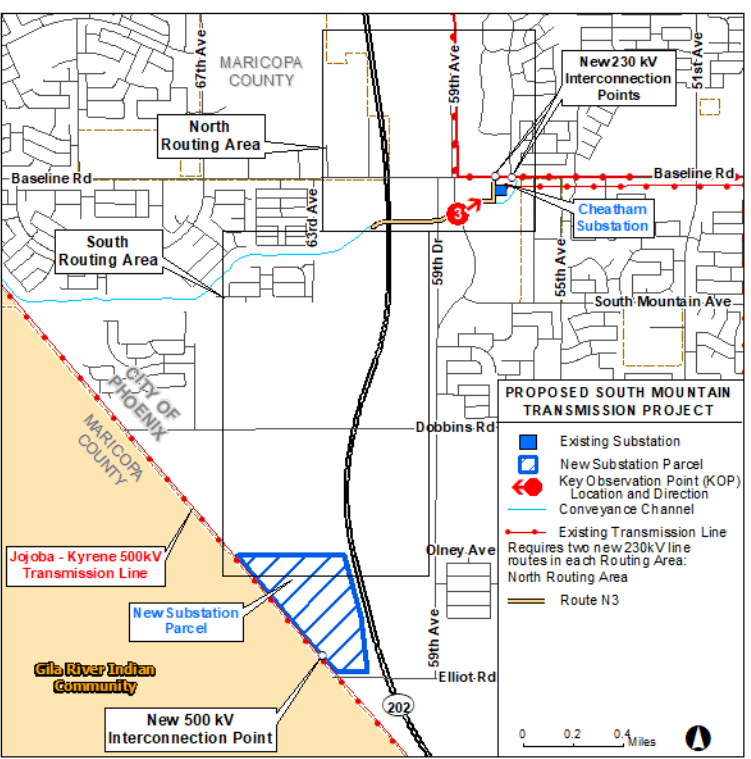 67th Ave
MARICOPA
COUNTY
59th Ave
New 230 kV
Interconnection
Points
51st Ave
North
Routing Area
Baseline Rd
Baseline Rd
3
Cheatham
Substation
63rd Ave
South
Routing Area
59th Dr
55th Ave
South Mountain Ave
CITY OF
PHOENIX
MARICOPA
COUNTY
Dobbins Rd
PROPOSED SOUTH MOUNTAIN
TRANSMISSION PROJECT
Existing Substation
New Substation Parcel
Key Observation Point (KOP)
Location and Direction
Conveyance Channel
Existing Transmission Line
Requires two new 230kV line
routes in each Routing Area:
North Routing Area
Route N3
Jojoba - Kyrene 500kV
Transmission Line
Olney Ave
New Substation
Parcel
59th Ave
Elliot Rd
Gila River Indian
Community
202
New 500 kV
Interconnection Point
0 0.2 0.4
Miles